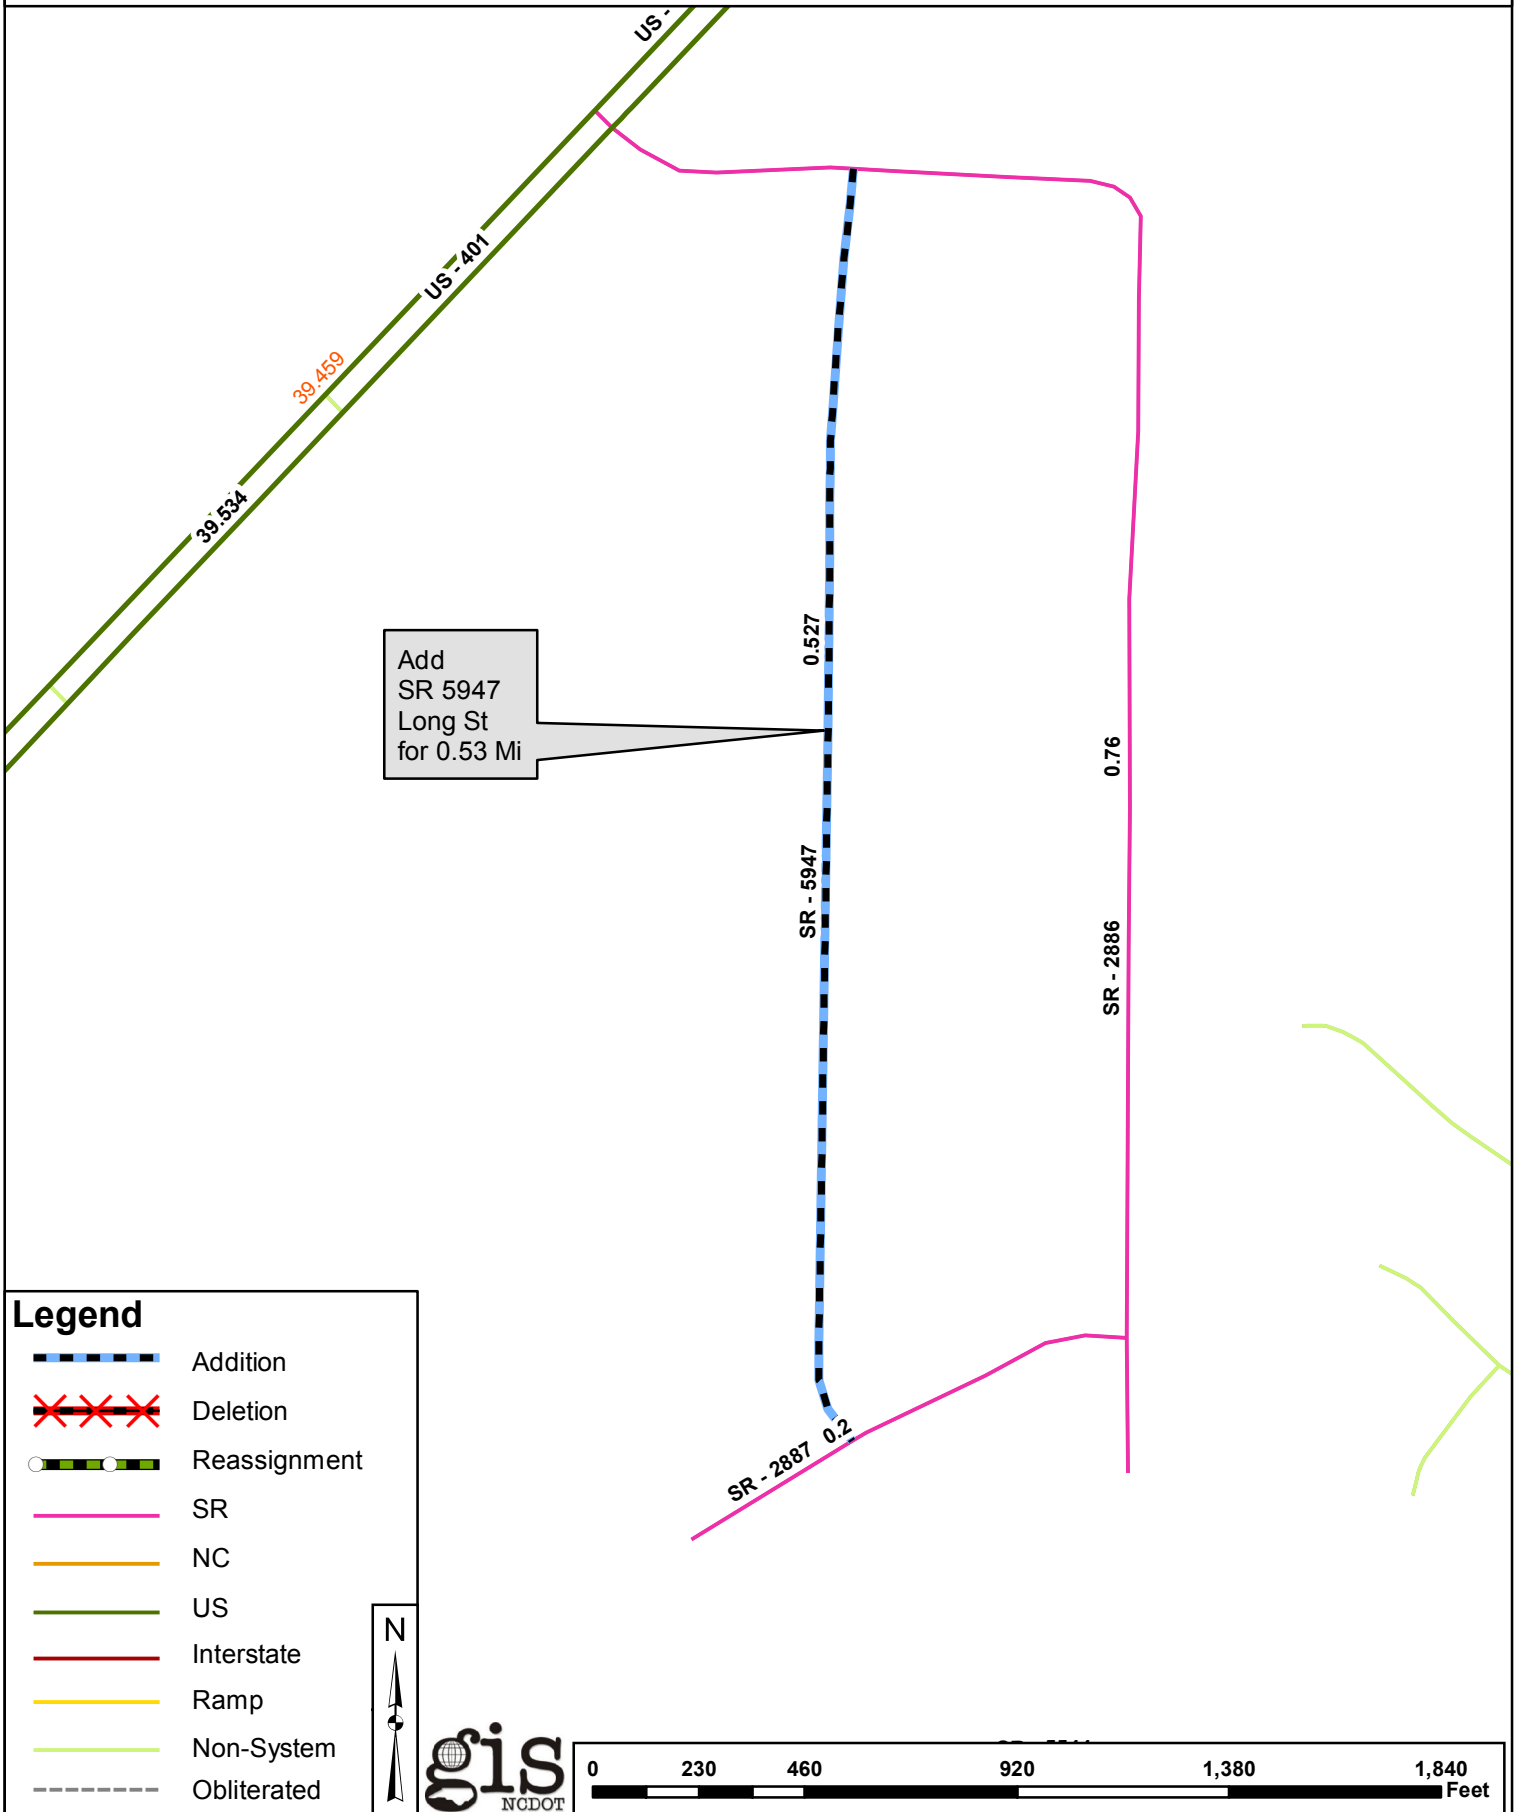 US -
US - 401
39.459
39.534
Add
SR 5947
Long St
for 0.53 Mi
0.527
SR - 5947
0.76
SR - 2886
0.2
SR - 2887
Legend
Addition
Deletion
Reassignment
SR
NC
US
Interstate
Ramp
Non-System
Obliterated
N
gis
NCDOT
0 230 460 920 1,380 1,840
Feet